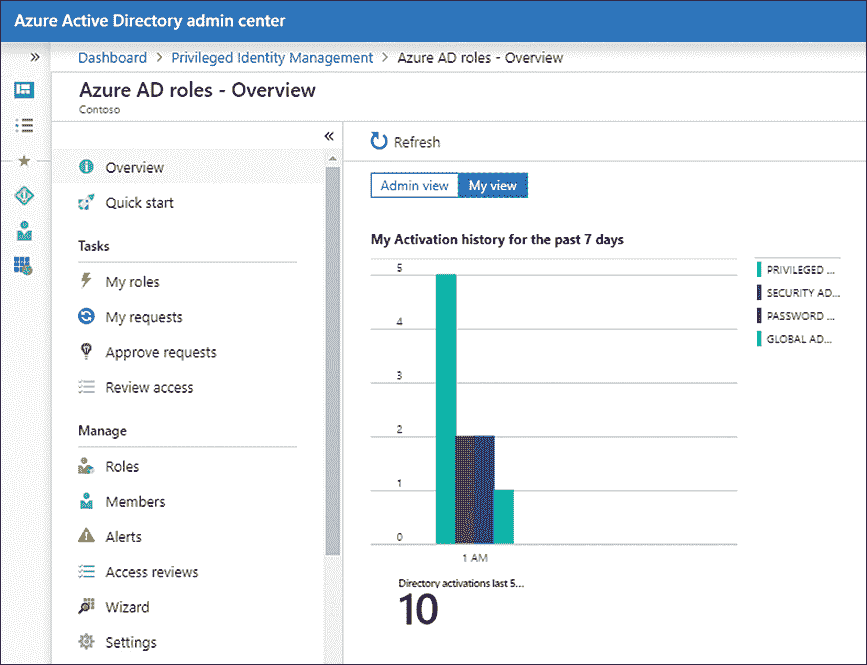 Azure Active Directory admin center
Dashboard > Privileged Identity Management > Azure AD roles - Overview
Azure AD roles - Overview
Contoso
Overview
Quick start
Tasks
My roles
My requests
Approve requests
Review access
Manage
Roles
Members
Alerts
Access reviews
Wizard
Settings
Refresh
Admin view My view
My Activation history for the past 7 days
5
4
3
2
1
0
1 AM
PRIVILEGED ...
SECURITY AD...
PASSWORD ...
GLOBAL AD...
Directory activations last 5...
10